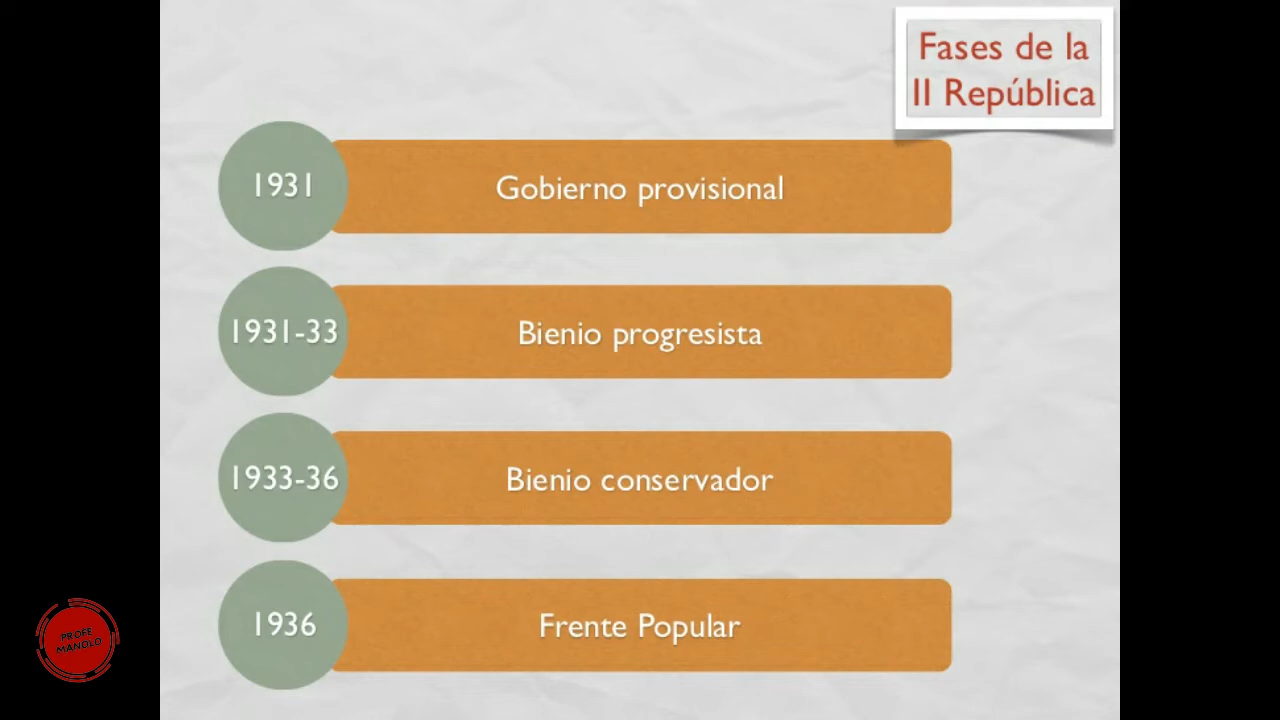 Fases de la
II República
1931
Gobierno provisional
1931-33
Bienio progresista
1933-36
Bienio conservador
1936
Frente Popular
PROFE
MANOLO